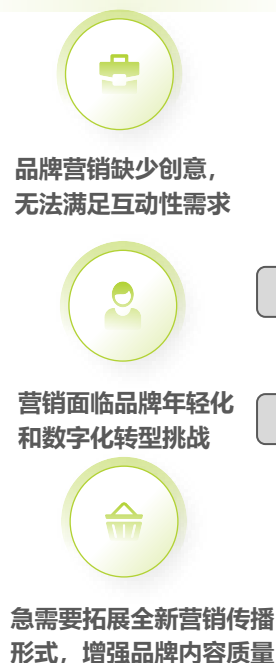 品牌营销缺少创意，
无法满足互动性需求
营销面临品牌年轻化
和数字化转型挑战
急需要拓展全新营销传播
形式，增强品牌内容质量